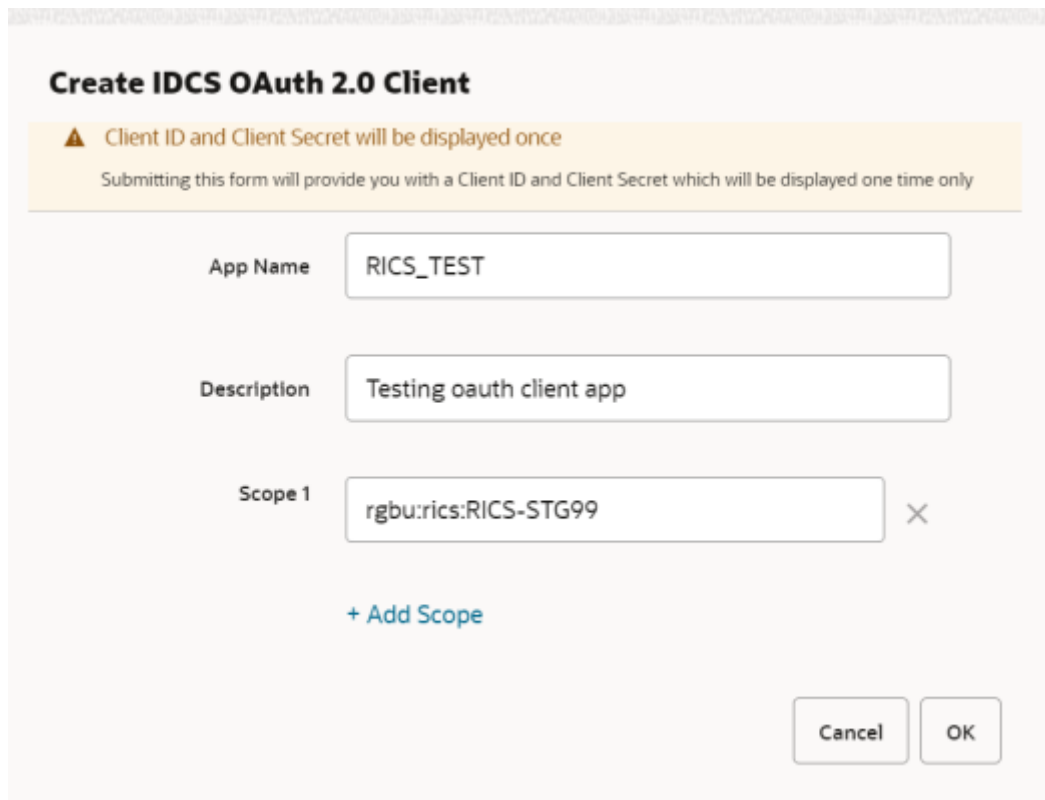 Create IDCS OAuth 2.0 Client
Client ID and Client Secret will be displayed once
Submitting this form will provide you with a Client ID and Client Secret which will be displayed one time only
App Name
RICS_TEST
Description
Testing oauth client app
Scope 1
rgbu:rics:RICS-STG99
+ Add Scope
Cancel
OK